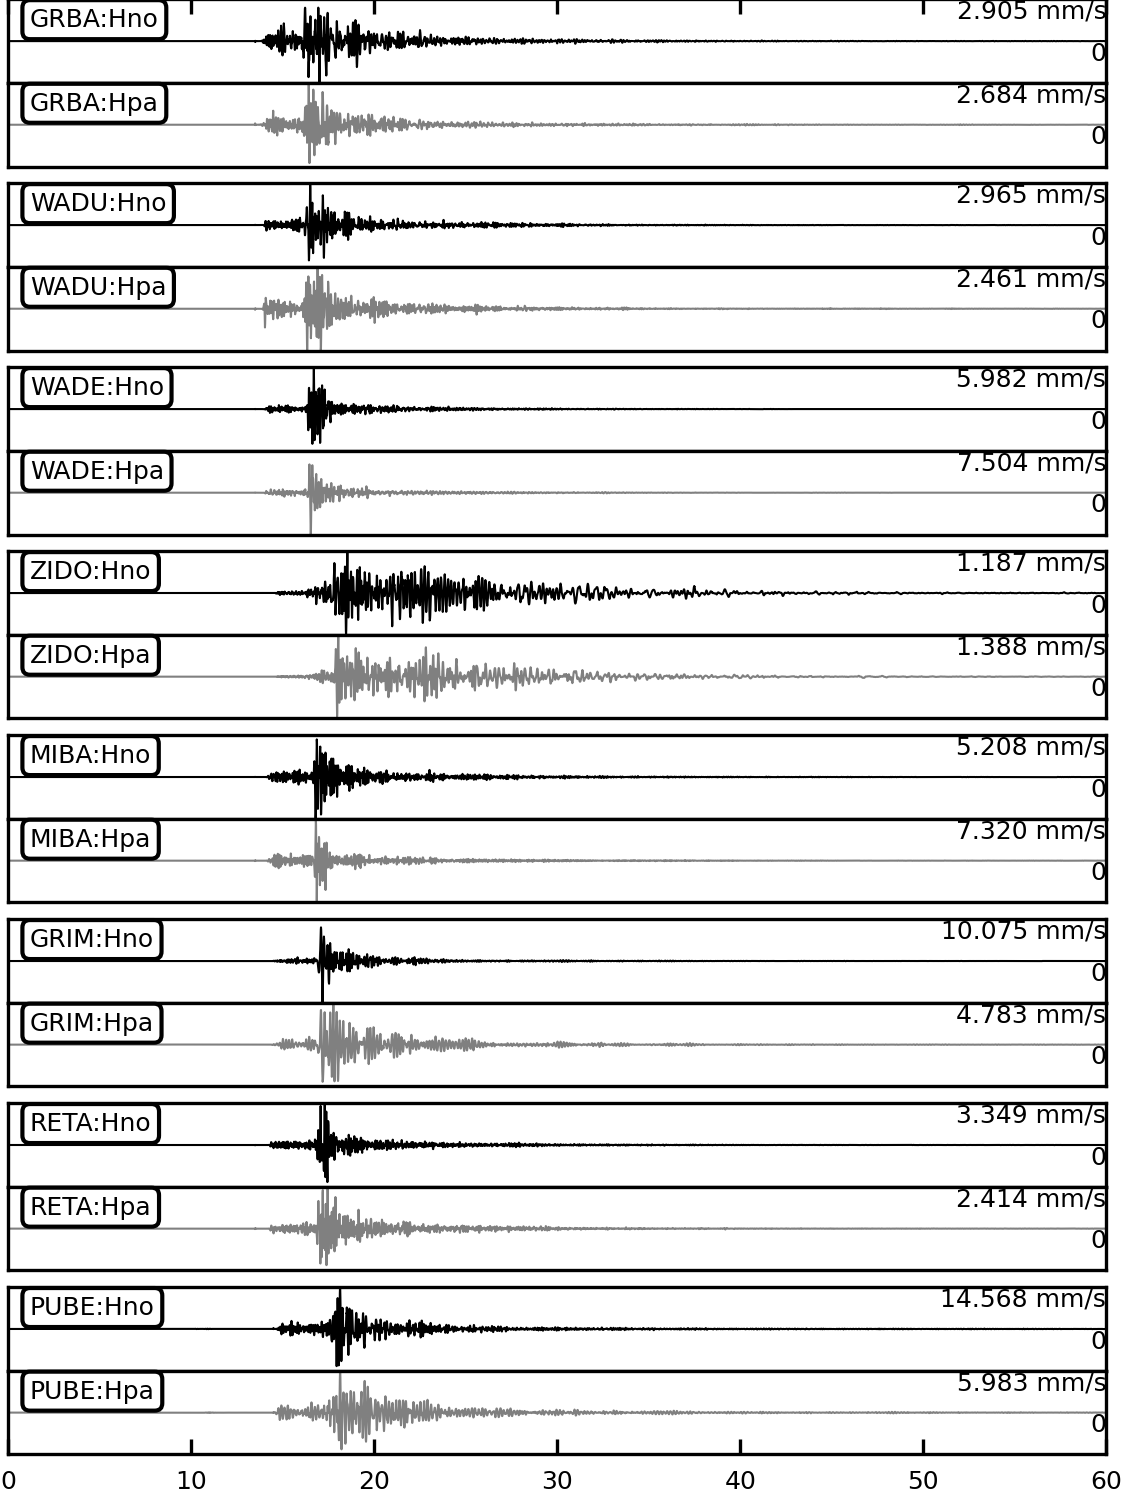 GRBA:Hno 2.905 mm/s
0
GRBA:Hpa 2.684 mm/s
0
WADU:Hno 2.965 mm/s
0
WADU:Hpa 2.461 mm/s
0
WADE:Hno 5.982 mm/s
0
WADE:Hpa 7.504 mm/s
0
ZIDO:Hno 1.187 mm/s
0
ZIDO:Hpa 1.388 mm/s
0
MIBA:Hno 5.208 mm/s
0
MIBA:Hpa 7.320 mm/s
0
GRIM:Hno 10.075 mm/s
0
GRIM:Hpa 4.783 mm/s
0
RETA:Hno 3.349 mm/s
0
RETA:Hpa 2.414 mm/s
0
PUBE:Hno 14.568 mm/s
0
PUBE:Hpa 5.983 mm/s
0
0 10 20 30 40 50 60